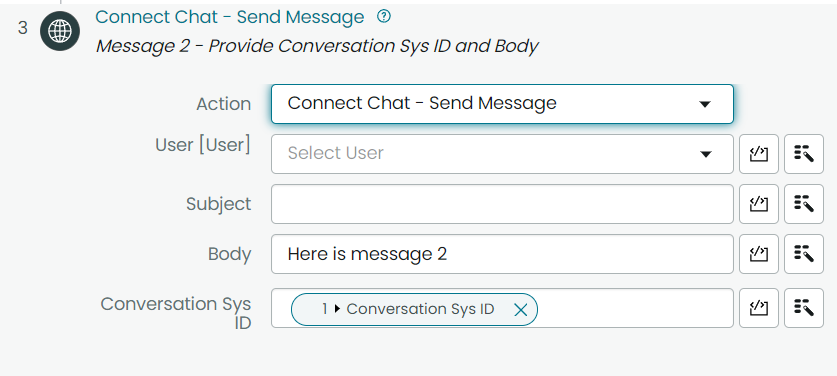 3
Connect Chat - Send Message
Message 2 - Provide Conversation Sys ID and Body
Action
Connect Chat - Send Message
User [User]
Select User
Subject
Body
Here is message 2
Conversation Sys
ID
1 Conversation Sys ID